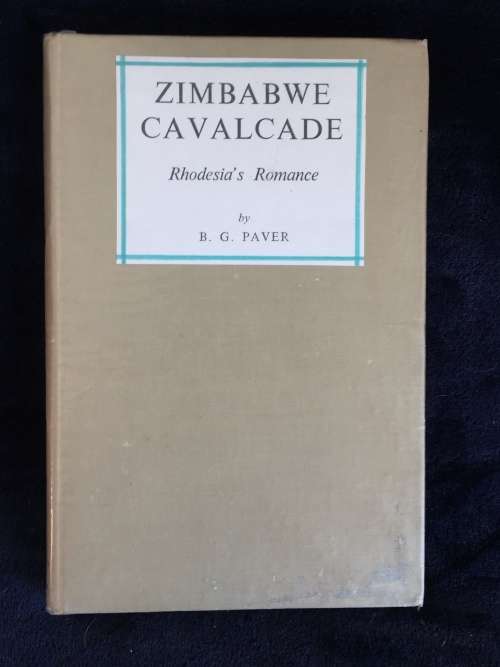 ZIMBABWE
CAVALCADE
Rhodesia's Romance
by
B. G. PAVER